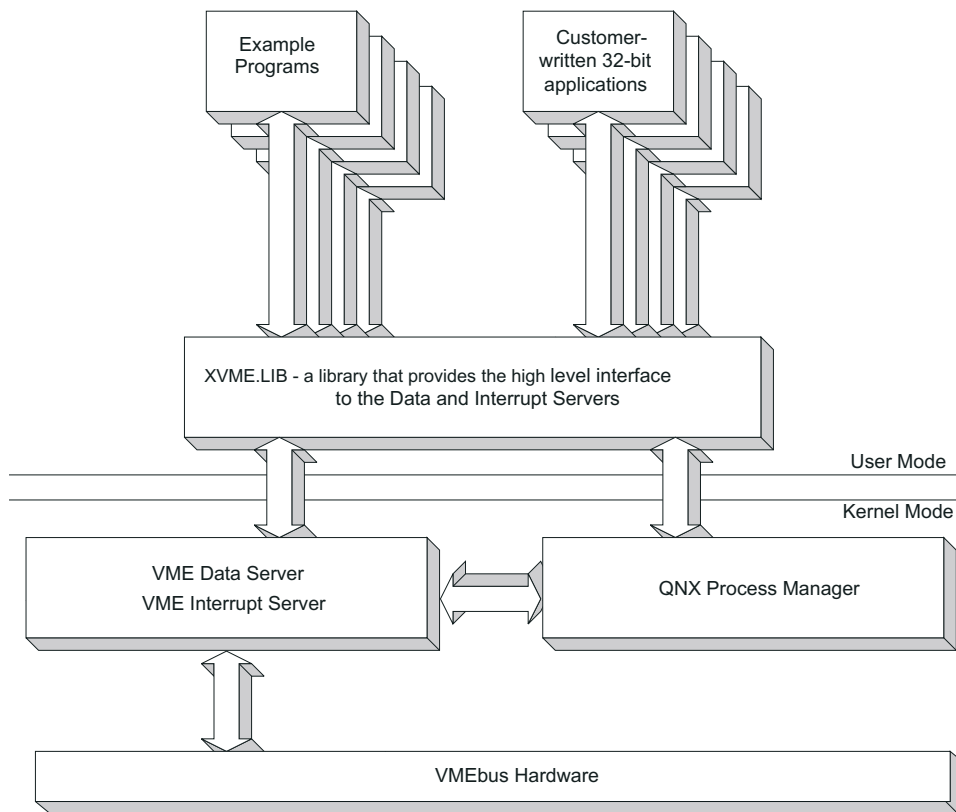 Example
Programs
Customer-
written 32-bit
applications
XVME.LIB - a library that provides the high level interface
to the Data and Interrupt Servers
User Mode
Kernel Mode
VME Data Server
VME Interrupt Server
QNX Process Manager
VMEbus Hardware